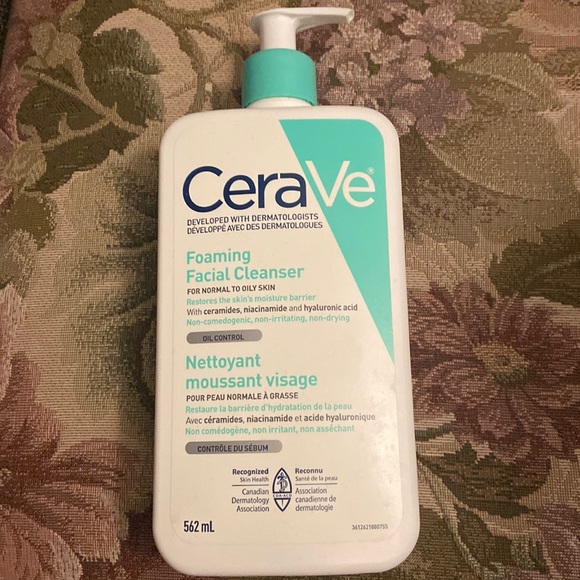 CeraVe®
DEVELOPED WITH DERMATOLOGISTS
DÉVELOPPÉ AVEC DES DERMATOLOGUES
Foaming
Facial Cleanser
FOR NORMAL TO OILY SKIN
Restores the skin's moisture barrier
With ceramides, niacinamide and hyaluronic acid
Non-comedogenic, non-irritating, non-drying
OIL CONTROL
Nettoyant
moussant visage
POUR PEAU NORMALE À GRASSE
Restaure la barrière d'hydratation de la peau
Avec céramides, niacinamide et acide hyaluronique
Non comédogène, non irritant, non asséchant
CONTRÔLE DU SÉBUM
Recognized
Skin Health
Canadian
Dermatology
Association
CDA·ACD
Reconnu
Santé de la peau
Association
canadienne de
dermatologie
562 mL